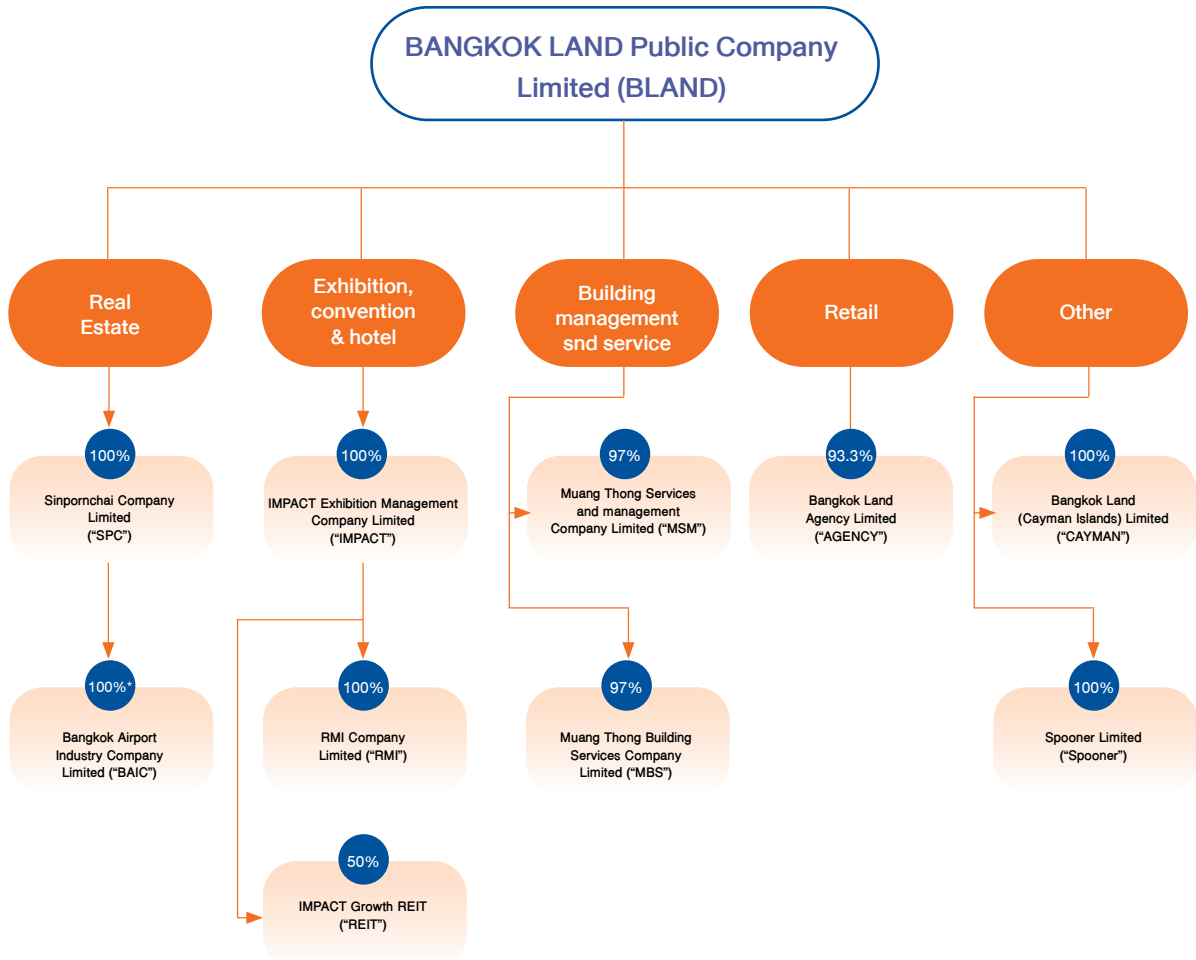 BANGKOK LAND Public Company
Limited (BLAND)
Real
Estate
Exhibition,
convention
& hotel
Building
management
snd service
Retail
Other
100%
Sinpornchai Company
Limited
(“SPC”)
100%
IMPACT Exhibition Management
Company Limited
(“IMPACT”)
97%
Muang Thong Services
and management
Company Limited (“MSM”)
93.3%
Bangkok Land
Agency Limited
(“AGENCY”)
100%
Bangkok Land
(Cayman Islands) Limited
(“CAYMAN”)
100%*
Bangkok Airport
Industry Company
Limited (“BAIC”)
100%
RMI Company
Limited (“RMI”)
97%
Muang Thong Building
Services Company
Limited (“MBS”)
100%
Spooner Limited
(“Spooner”)
50%
IMPACT Growth REIT
(“REIT”)